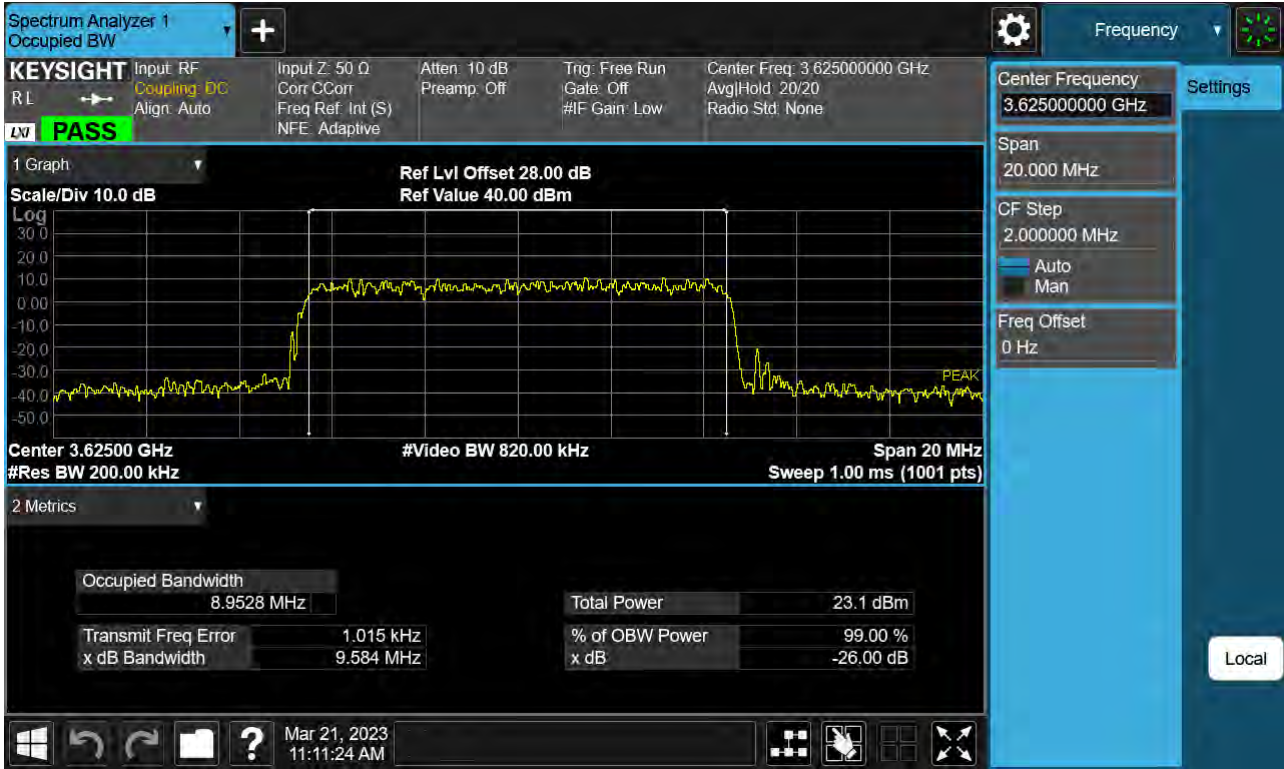 Spectrum Analyzer 1
Occupied BW
Frequency
KEYSIGHT
R L
LXI
PASS
Input: RF
Coupling: DC
Align: Auto
Input Z: 50 Ω
Corr CCorr
Freq Ref: Int (S)
NFE: Adaptive
Atten: 10 dB
Preamp: Off
Trig: Free Run
Gate: Off
#IF Gain: Low
Center Freq: 3.625000000 GHz
Avg|Hold: 20/20
Radio Std: None
Center Frequency
3.625000000 GHz
Settings
Span
20.000 MHz
CF Step
2.000000 MHz
Auto
Man
Freq Offset
0 Hz
Local
1 Graph
Scale/Div 10.0 dB
Ref Lvl Offset 28.00 dB
Ref Value 40.00 dBm
Log
30.0
20.0
10.0
0.00
-10.0
-20.0
-30.0
-40.0
-50.0
PEAK
Center 3.62500 GHz
#Video BW 820.00 kHz
Span 20 MHz
#Res BW 200.00 kHz
Sweep 1.00 ms (1001 pts)
2 Metrics
Occupied Bandwidth
8.9528 MHz
Total Power 23.1 dBm
Transmit Freq Error 1.015 kHz
% of OBW Power 99.00 %
x dB Bandwidth 9.584 MHz
x dB -26.00 dB
?
Mar 21, 2023
11:11:24 AM